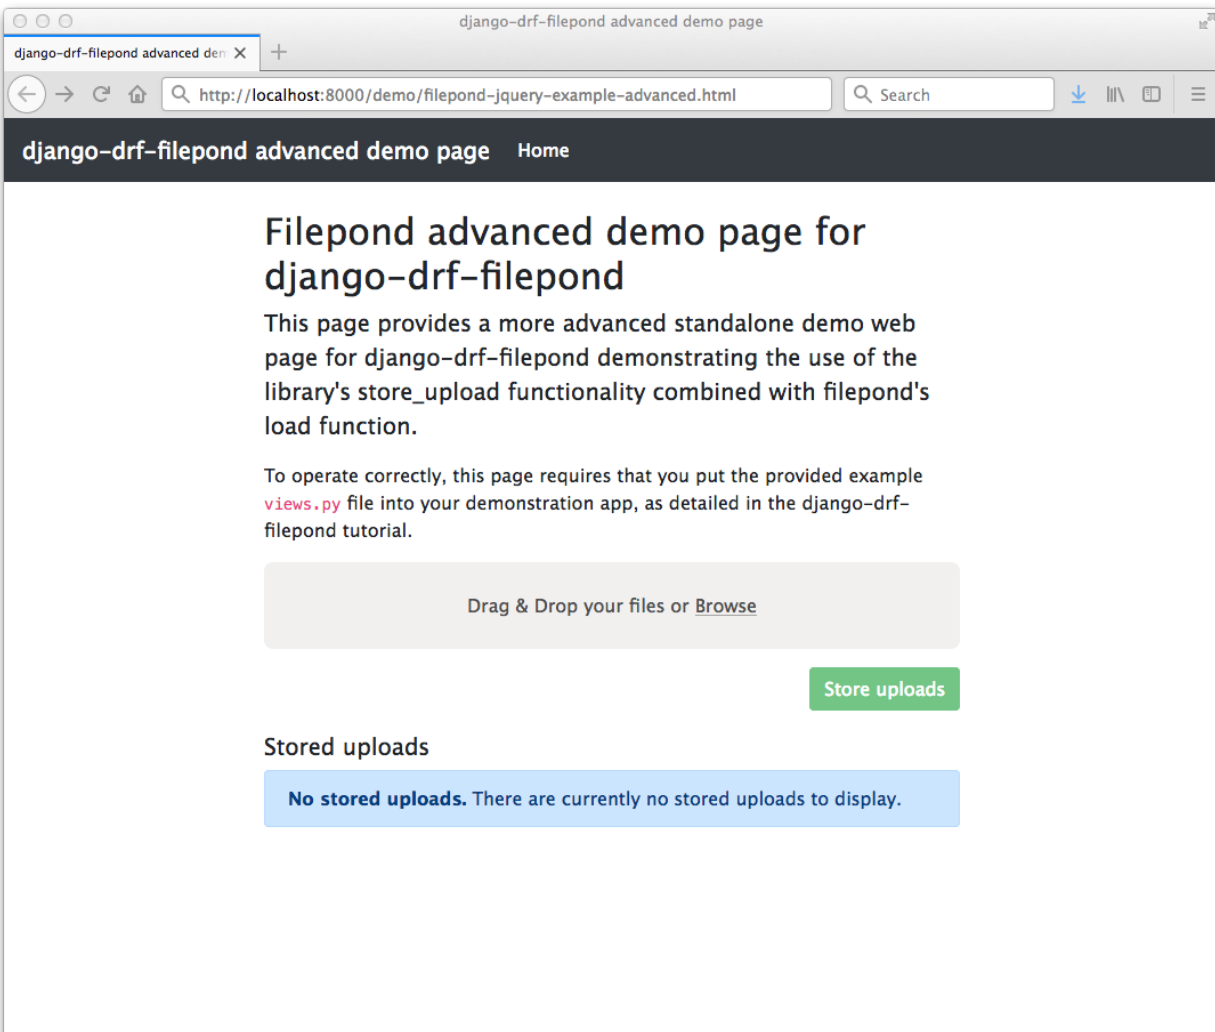 django-drf-filepond advanced demo page
django-drf-filepond advanced den
http://localhost:8000/demo/filepond-jquery-example-advanced.html
Search
django-drf-filepond advanced demo page Home
Filepond advanced demo page for
django-drf-filepond
This page provides a more advanced standalone demo web
page for django-drf-filepond demonstrating the use of the
library's store_upload functionality combined with filepond's
load function.
To operate correctly, this page requires that you put the provided example
views.py file into your demonstration app, as detailed in the django-drf-
filepond tutorial.
Drag & Drop your files or Browse
Store uploads
Stored uploads
No stored uploads. There are currently no stored uploads to display.